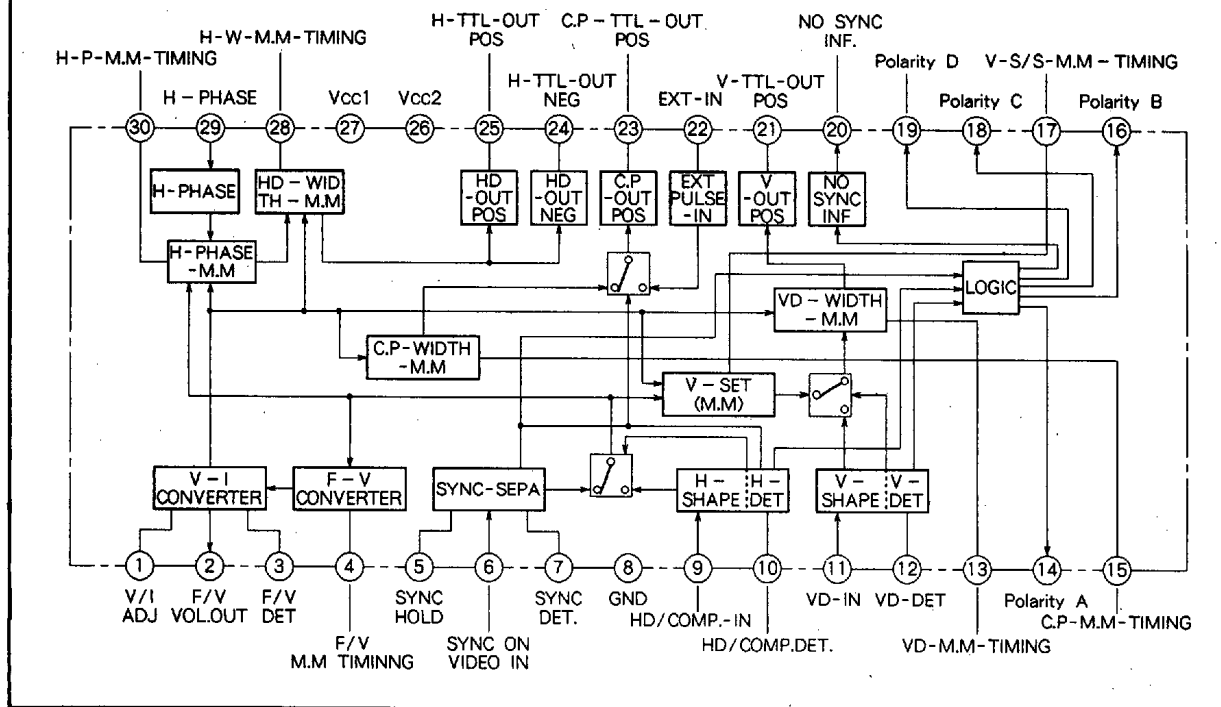 H-TTL-OUT
POS
C.P-TTL-OUT
POS
NO SYNC
INF.
H-W-M.M-TIMING
H-P-M.M-TIMING
H-TTL-OUT
NEG
V-TTL-OUT
POS
Polarity D
V-S/S-M.M-TIMING
H-PHASE
Vcc1
Vcc2
EXT-IN
Polarity C
Polarity B
30
29
28
27
26
25
24
23
22
21
20
19
18
17
16
H-PHASE
HD-WID
TH-M.M
HD
-OUT
POS
HD
-OUT
NEG
C.P
-OUT
POS
EXT
PULSE
-IN
V
-OUT
POS
NO
SYNC
INF
H-PHASE
-M.M
LOGIC
VD-WIDTH
-M.M
C.P-WIDTH
-M.M
V-SET
(M.M)
V-I
CONVERTER
F-V
CONVERTER
SYNC-SEPA
H-
SHAPE
H-
DET
V-
SHAPE
V-
DET
1
2
3
4
5
6
7
8
9
10
11
12
13
14
15
V/I
ADJ
F/V
VOL.OUT
F/V
DET
SYNC
HOLD
SYNC
DET.
GND
HD/COMP.-IN
VD-IN
VD-DET
Polarity A
C.P-M.M-TIMING
F/V
M.M TIMINNG
SYNC ON
VIDEO IN
HD/COMP.DET.
VD-M.M-TIMING